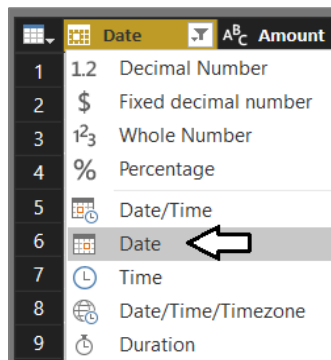 Date ABC Amount
1 1.2 Decimal Number
2 $ Fixed decimal number
3 123 Whole Number
4 % Percentage
5 Date/Time
6 Date
7 Time
8 Date/Time/Timezone
9 Duration